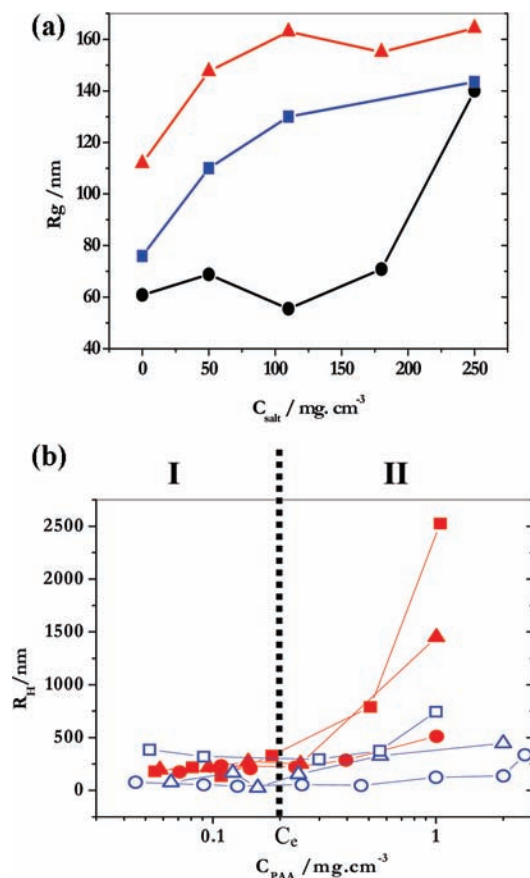 (a)
160
140
120
100
80
60
40
Rg /nm
0 50 100 150 200 250
C_salt / mg. cm⁻³
(b)
I II
2500
2000
1500
1000
500
0
R_H/nm
0.1 C_e 1
C_PAA /mg.cm⁻³